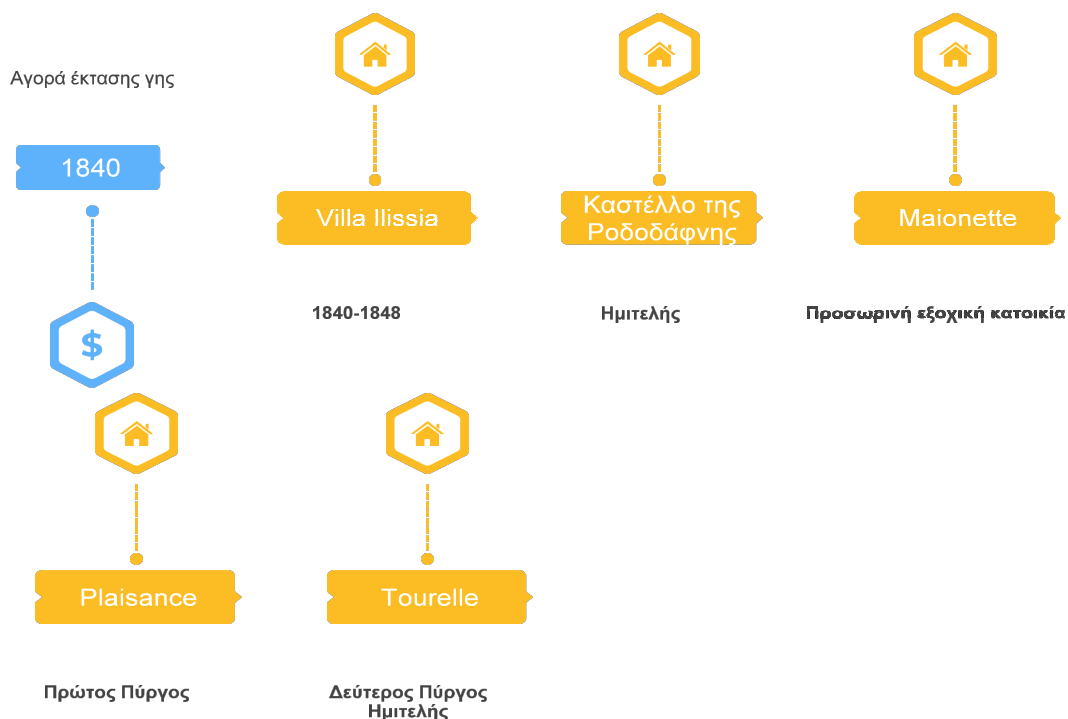 Αγορά έκτασης γης
1840
$
Villa Ilissia
1840-1848
Καστέλλο της
Ροδοδάφνης
Ημιτελής
Maionette
Προσωρινή εξοχική κατοικία
Plaisance
Πρώτος Πύργος
Tourelle
Δεύτερος Πύργος
Ημιτελής